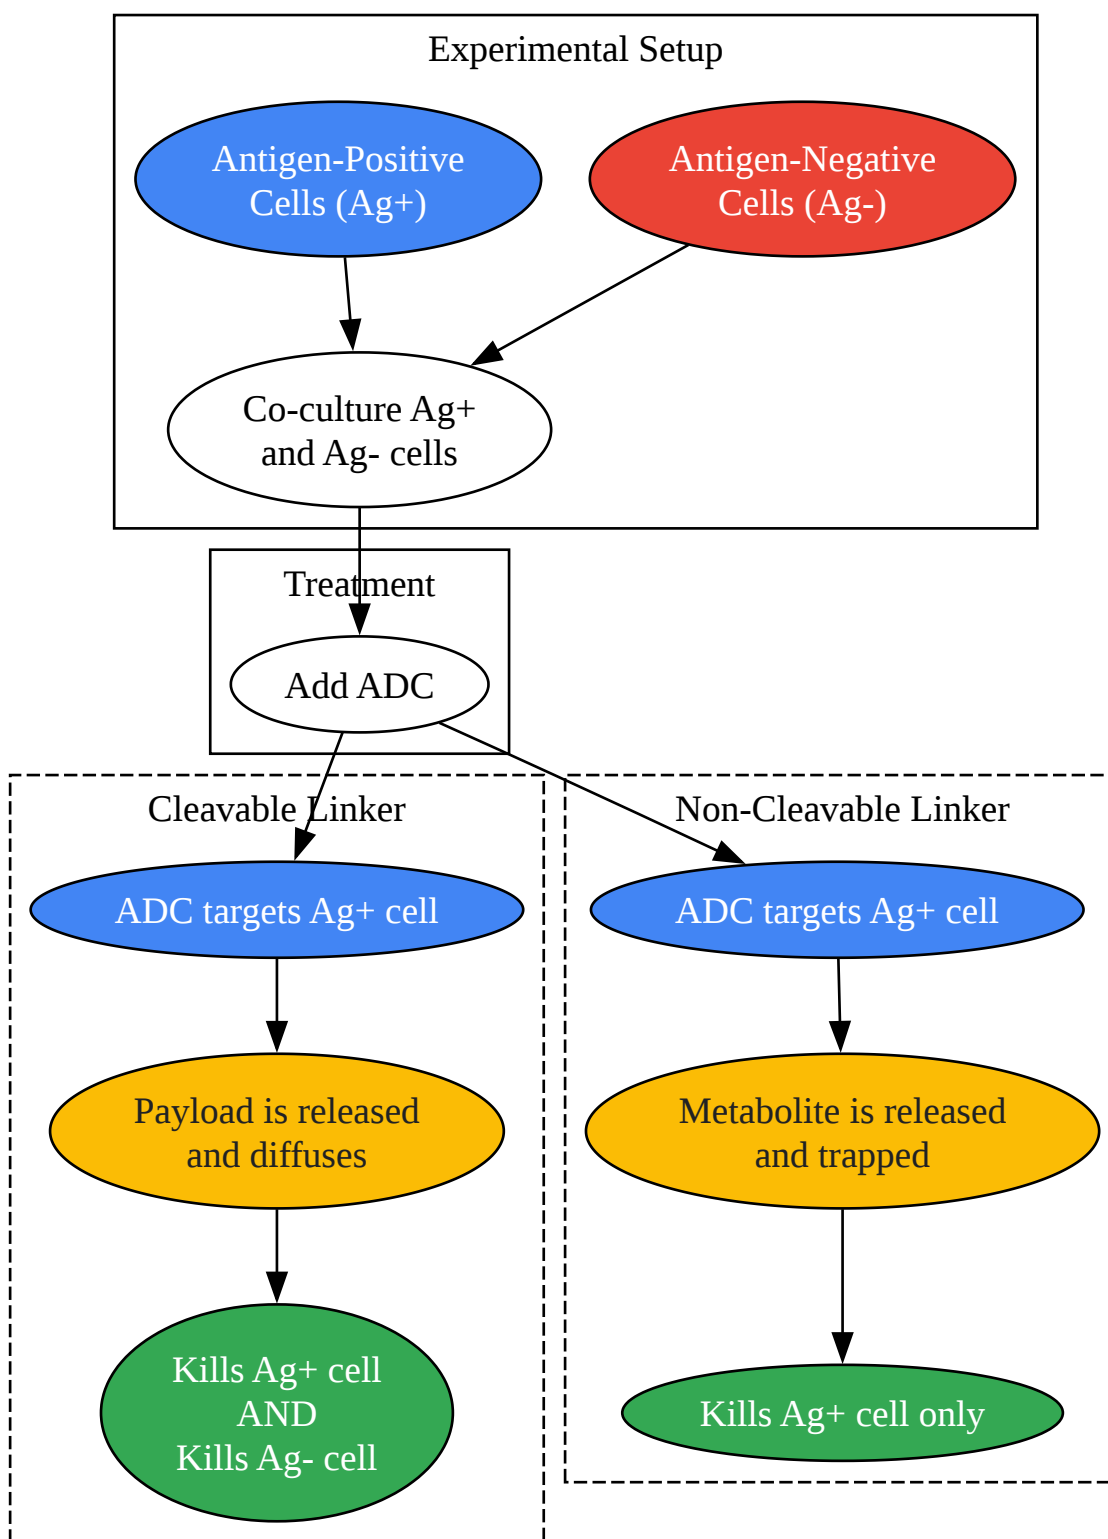 Experimental Setup
Antigen-Positive
Cells (Ag+)
Antigen-Negative
Cells (Ag-)
Co-culture Ag+
and Ag- cells
Treatment
Add ADC
Cleavable Linker
ADC targets Ag+ cell
Payload is released
and diffuses
Kills Ag+ cell
AND
Kills Ag- cell
Non-Cleavable Linker
ADC targets Ag+ cell
Metabolite is released
and trapped
Kills Ag+ cell only